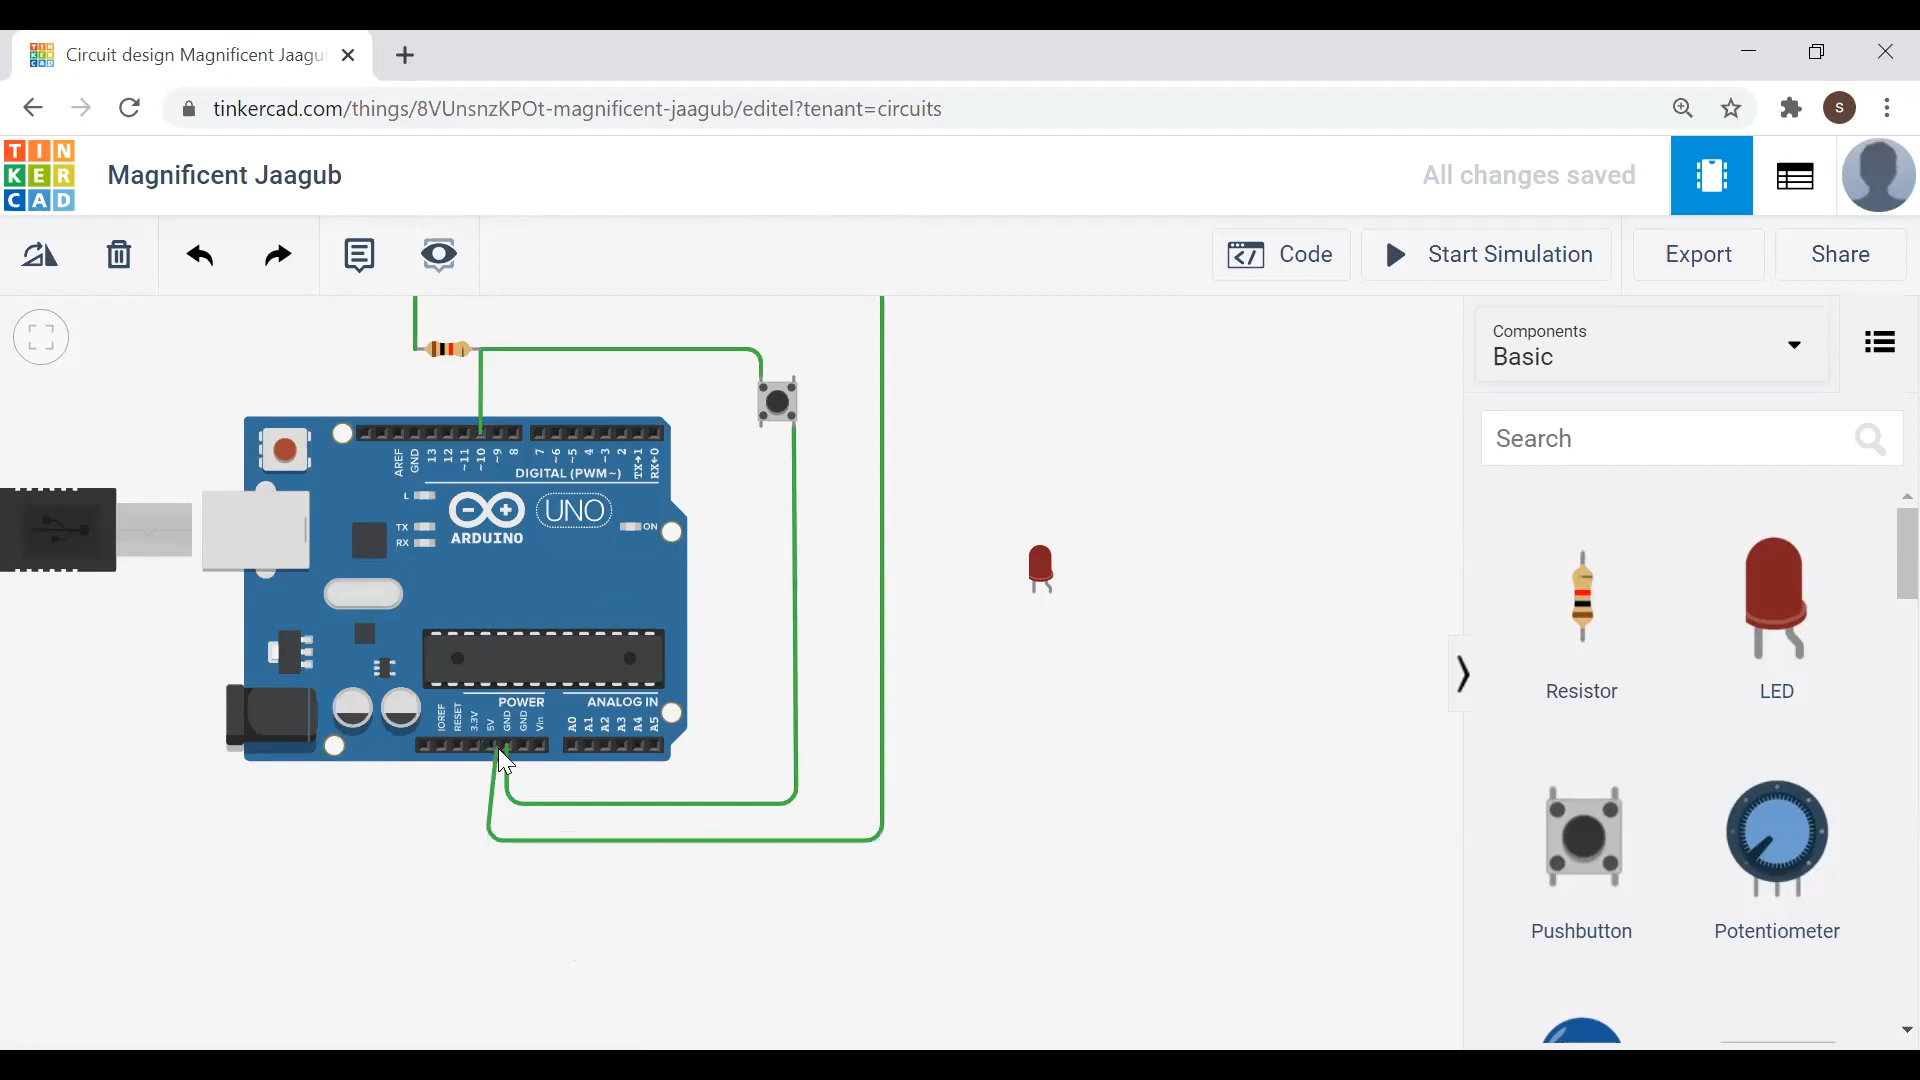 Circuit design Magnificent Jaagu
tinkercad.com/things/8VUnsnzKPOt-magnificent-jaagub/editel?tenant=circuits
s
TIN
KER
CAD
Magnificent Jaagub
All changes saved
Code
Start Simulation
Export
Share
Components
Basic
Search
AREF
GND
13
12
~11
~10
~9
8
7
~6
~5
4
~3
2
TX→1
RX←0
DIGITAL (PWM~)
L
TX
RX
ARDUINO
UNO
ON
POWER
ANALOG IN
IOREF
RESET
3.3V
5V
GND
GND
Vin
A0
A1
A2
A3
A4
A5
Resistor
LED
Pushbutton
Potentiometer